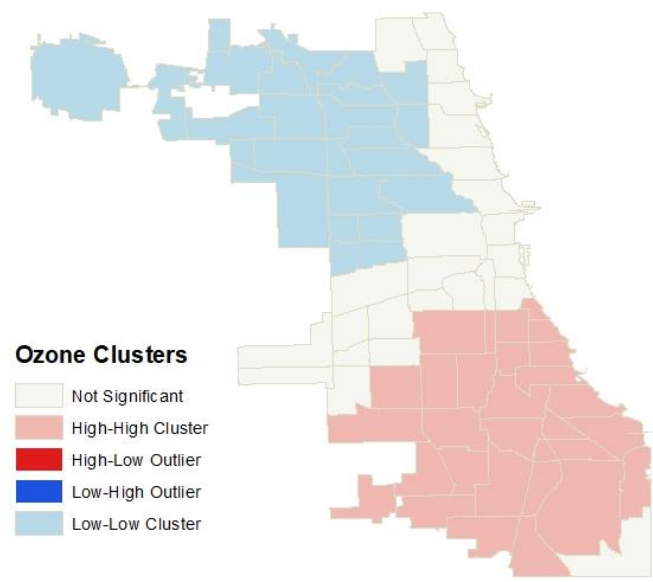 Ozone Clusters
Not Significant
High-High Cluster
High-Low Outlier
Low-High Outlier
Low-Low Cluster